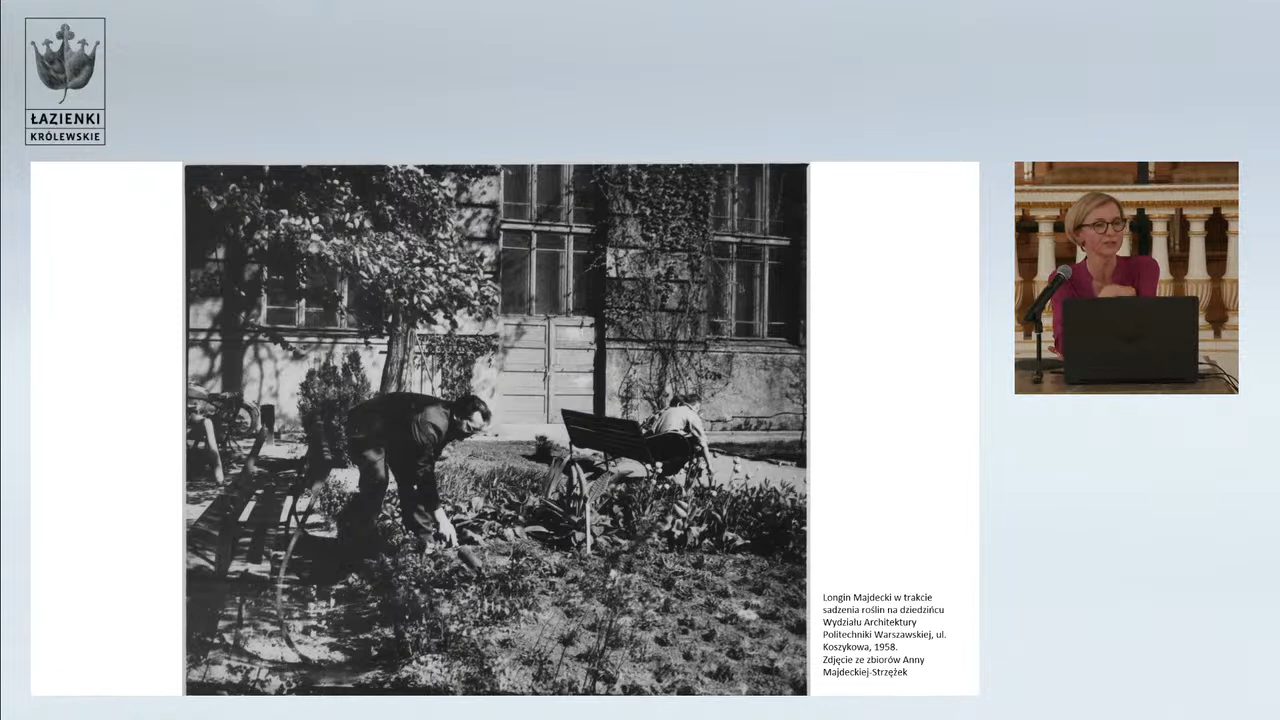 ŁAZIENKI
KRÓLEWSKIE
Longin Majdecki w trakcie
sadzenia roślin na dziedzińcu
Wydziału Architektury
Politechniki Warszawskiej, ul.
Koszykowa, 1958.
Zdjęcie ze zbiorów Anny
Majdeckiej-Strzężek